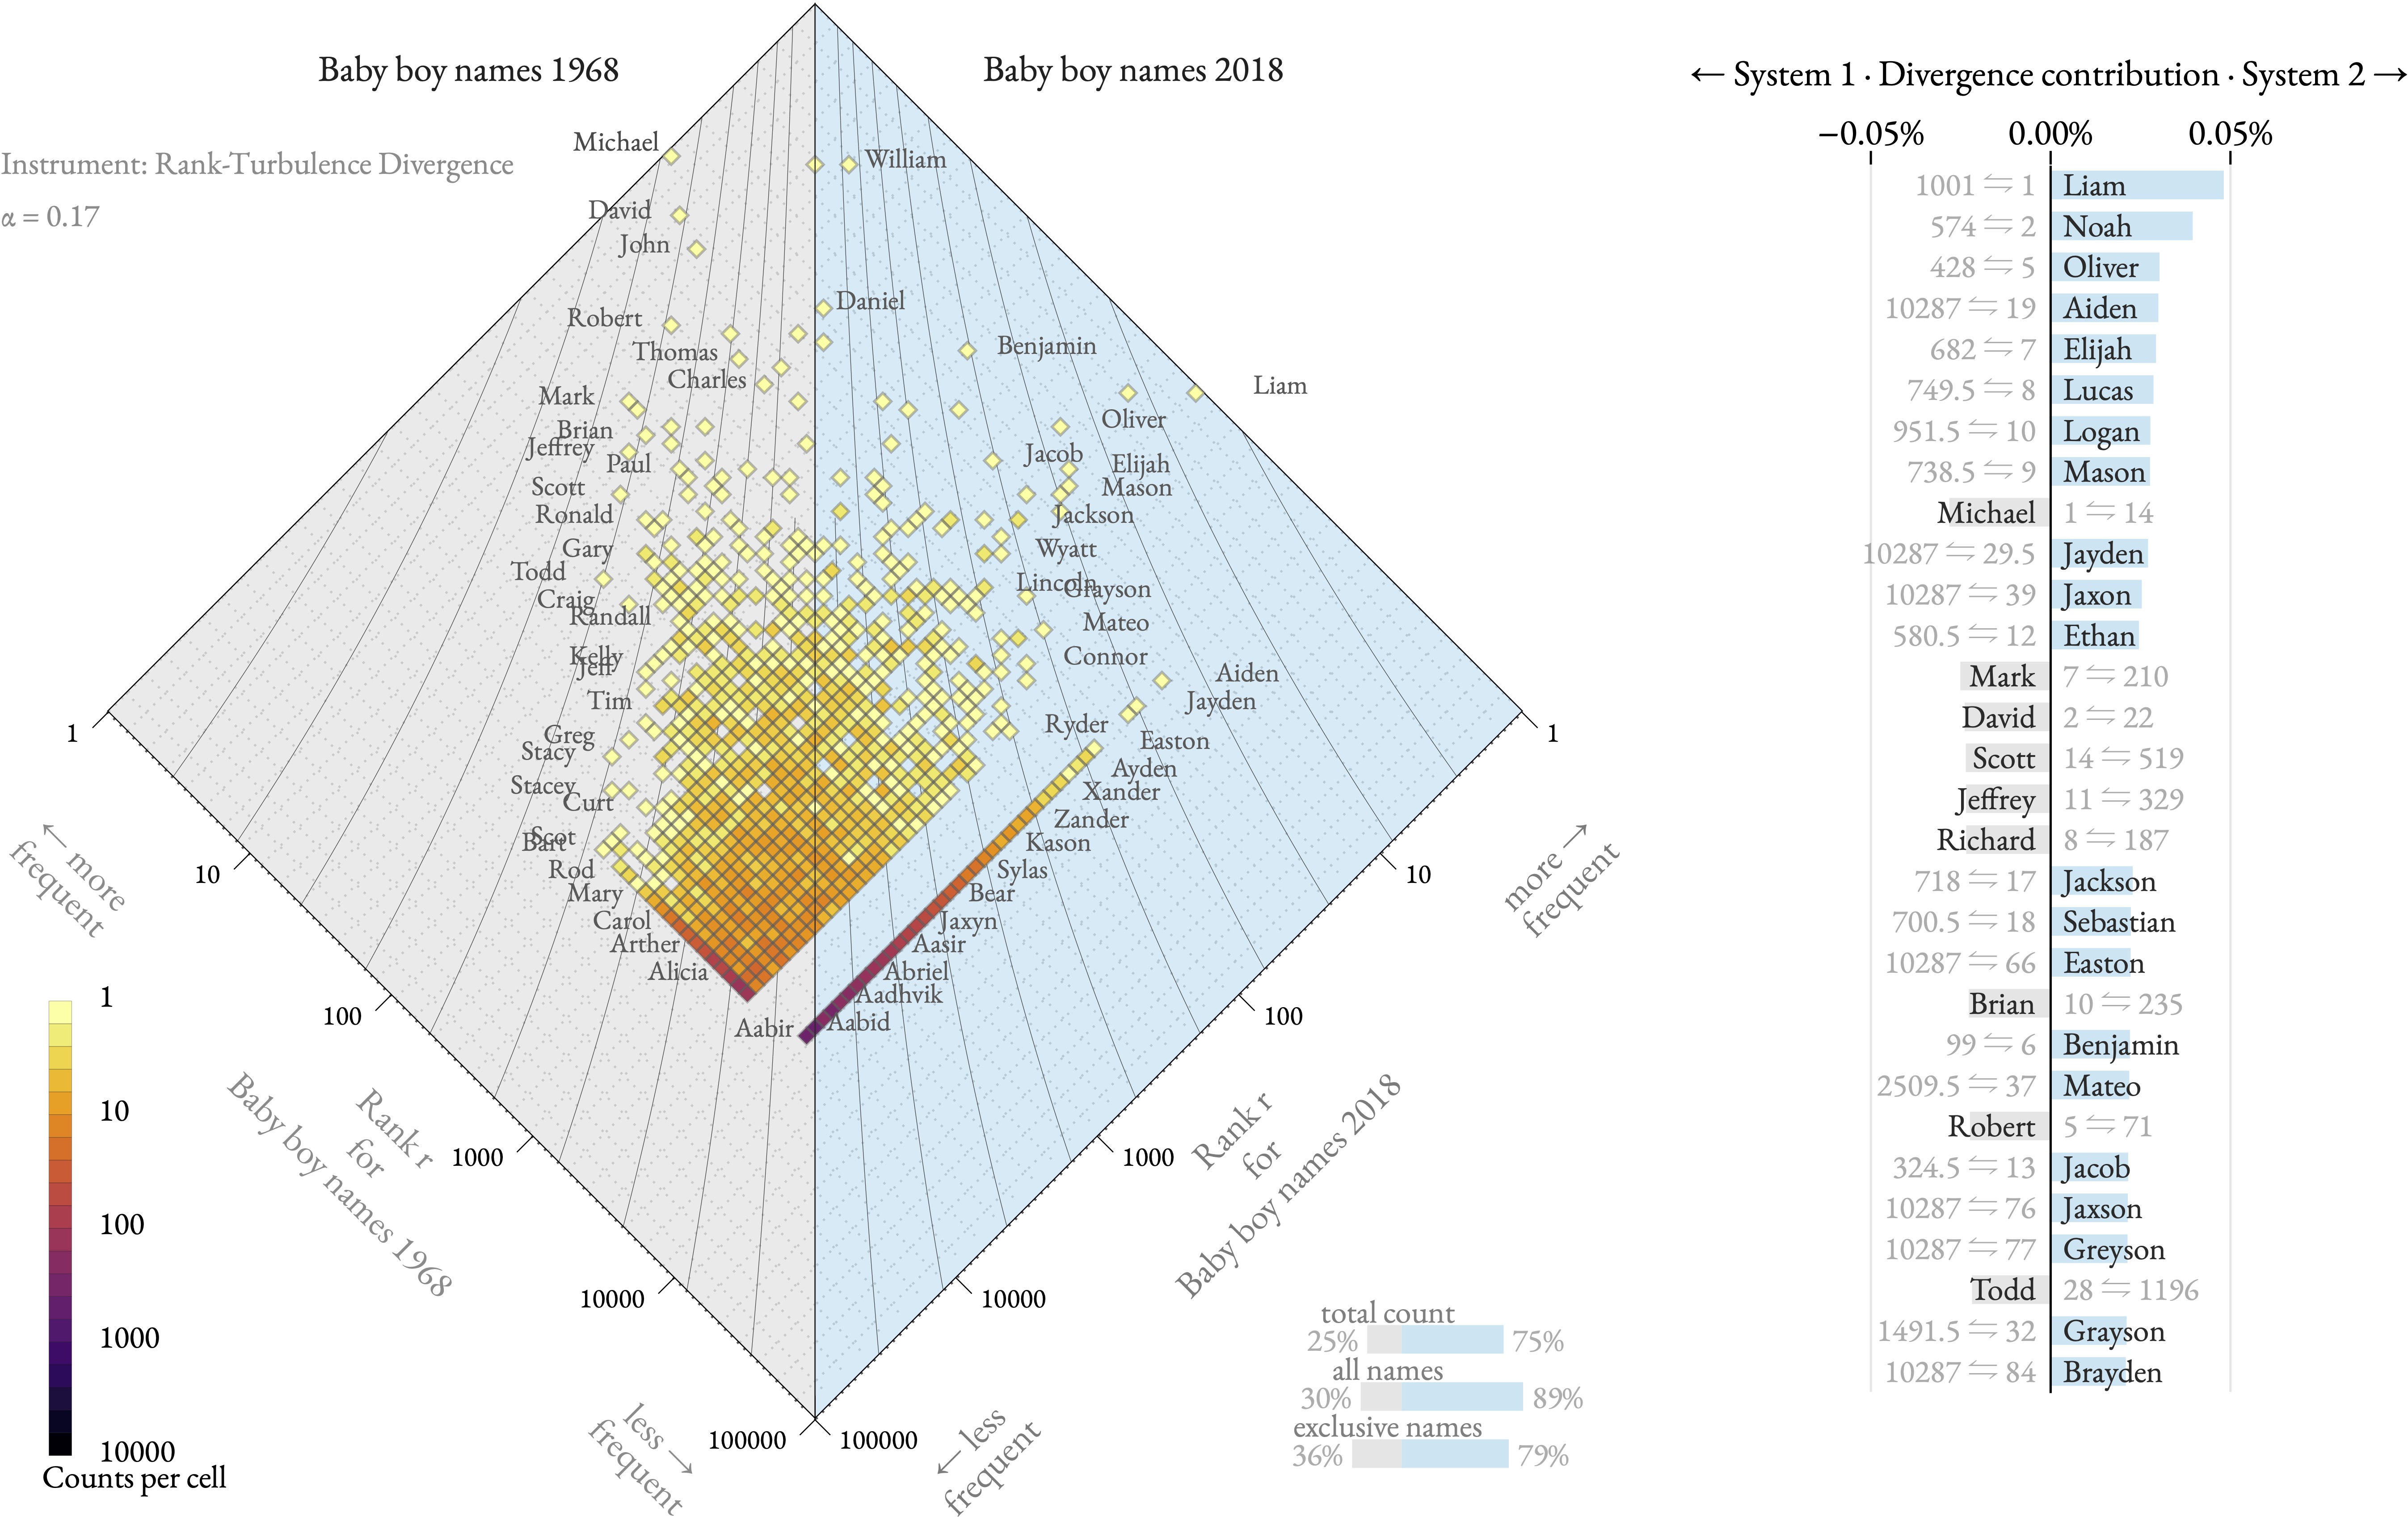 Baby boy names 1968
Baby boy names 2018
Instrument: Rank-Turbulence Divergence
α = 0.17
Michael
William
David
John
Daniel
Robert
Thomas
Benjamin
Charles
Mark
Liam
Oliver
Brian
Jeffrey
Paul
Jacob
Elijah
Scott
Mason
Ronald
Jackson
Gary
Wyatt
Todd
Lincoln
Grayson
Craig
Randall
Mateo
Kelly
Jeff
Connor
Aiden
Tim
Jayden
Ryder
Greg
Easton
Stacy
Ayden
Stacey
Xander
Curt
Zander
Scot
Bart
Kason
Rod
Sylas
Mary
Bear
Carol
Jaxyn
Arther
Aasir
Alicia
Abriel
Aadhvik
Aabir
Aabid
1
10
100
1000
10000
100000
1
10
100
1000
10000
100000
← more
frequent
more →
frequent
less →
frequent
← less
frequent
Rank r
for
Baby boy names 1968
Rank r
for
Baby boy names 2018
1
10
100
1000
10000
Counts per cell
total count
25% 75%
all names
30% 89%
exclusive names
36% 79%
← System 1 · Divergence contribution · System 2 →
−0.05% 0.00% 0.05%
1001 ⇋ 1 Liam
574 ⇋ 2 Noah
428 ⇋ 5 Oliver
10287 ⇋ 19 Aiden
682 ⇋ 7 Elijah
749.5 ⇋ 8 Lucas
951.5 ⇋ 10 Logan
738.5 ⇋ 9 Mason
Michael 1 ⇋ 14
10287 ⇋ 29.5 Jayden
10287 ⇋ 39 Jaxon
580.5 ⇋ 12 Ethan
Mark 7 ⇋ 210
David 2 ⇋ 22
Scott 14 ⇋ 519
Jeffrey 11 ⇋ 329
Richard 8 ⇋ 187
718 ⇋ 17 Jackson
700.5 ⇋ 18 Sebastian
10287 ⇋ 66 Easton
Brian 10 ⇋ 235
99 ⇋ 6 Benjamin
2509.5 ⇋ 37 Mateo
Robert 5 ⇋ 71
324.5 ⇋ 13 Jacob
10287 ⇋ 76 Jaxson
10287 ⇋ 77 Greyson
Todd 28 ⇋ 1196
1491.5 ⇋ 32 Grayson
10287 ⇋ 84 Brayden